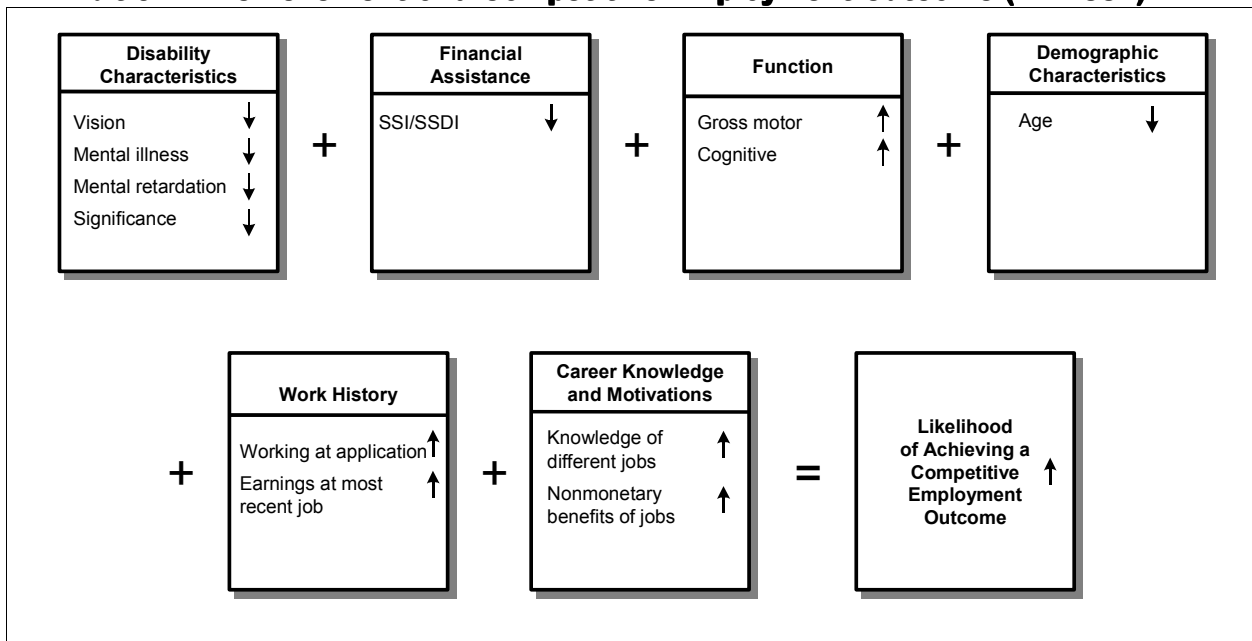 Disability
Characteristics
Vision ↓
Mental illness ↓
Mental retardation ↓
Significance ↓
+
Financial
Assistance
SSI/SSDI ↓
+
Function
Gross motor ↑
Cognitive ↑
+
Demographic
Characteristics
Age ↓
+
Work History
Working at application ↑
Earnings at most ↑
recent job
+
Career Knowledge
and Motivations
Knowledge of ↑
different jobs
Nonmonetary ↑
benefits of jobs
=
Likelihood
of Achieving a
Competitive ↑
Employment
Outcome